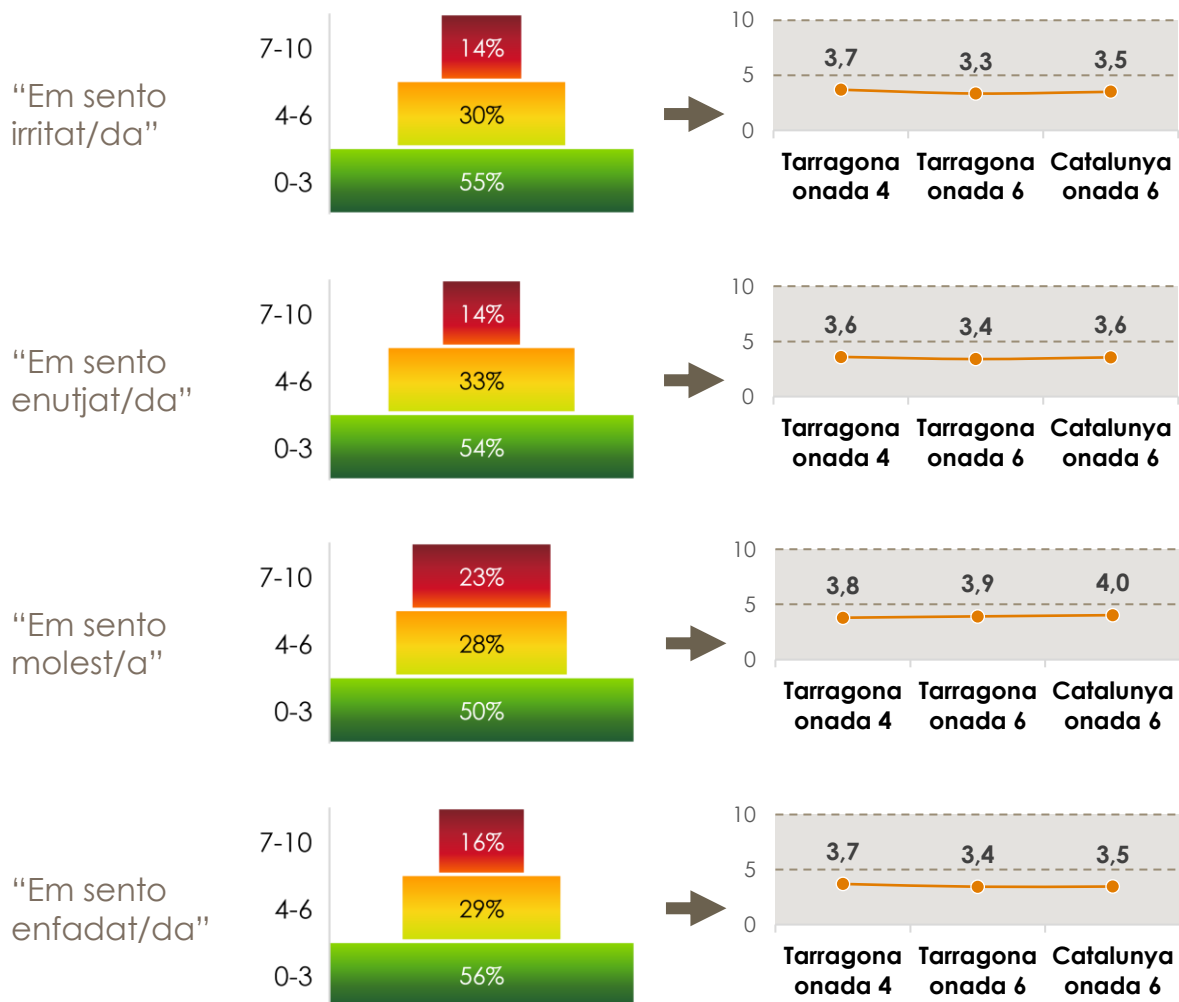 “Em sento
irritat/da”
7-10
14%
4-6
30%
0-3
55%
10
5
0
3,7
3,3
3,5
Tarragona
onada 4
Tarragona
onada 6
Catalunya
onada 6
“Em sento
enutjat/da”
7-10
14%
4-6
33%
0-3
54%
10
5
0
3,6
3,4
3,6
Tarragona
onada 4
Tarragona
onada 6
Catalunya
onada 6
“Em sento
molest/a”
7-10
23%
4-6
28%
0-3
50%
10
5
0
3,8
3,9
4,0
Tarragona
onada 4
Tarragona
onada 6
Catalunya
onada 6
“Em sento
enfadat/da”
7-10
16%
4-6
29%
0-3
56%
10
5
0
3,7
3,4
3,5
Tarragona
onada 4
Tarragona
onada 6
Catalunya
onada 6